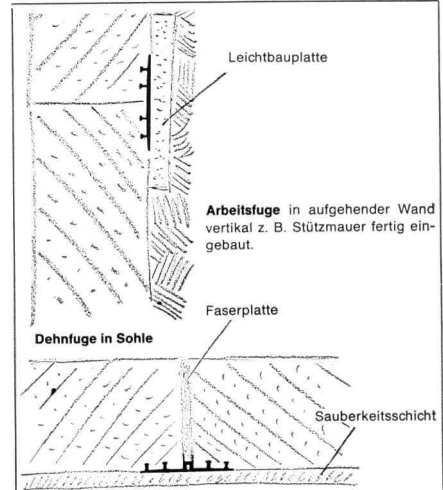 Leichtbauplatte
Arbeitsfuge in aufgehender Wand
vertikal z. B. Stützmauer fertig ein-
gebaut.
Faserplatte
Dehnfuge in Sohle
Sauberkeitsschicht